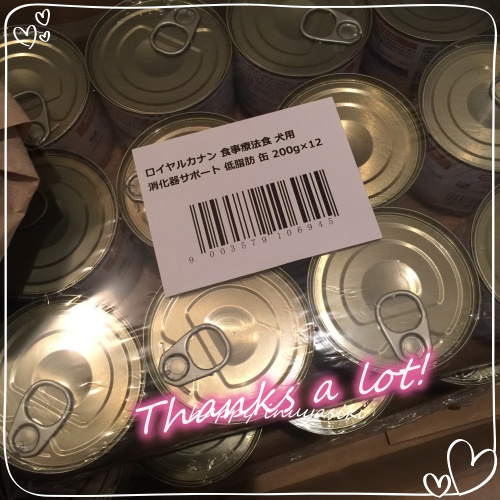 ロイヤルカナン 食事療法食 犬用
消化器サポート 低脂肪 缶 200g×12
9 003579 106945
Thanks a lot!